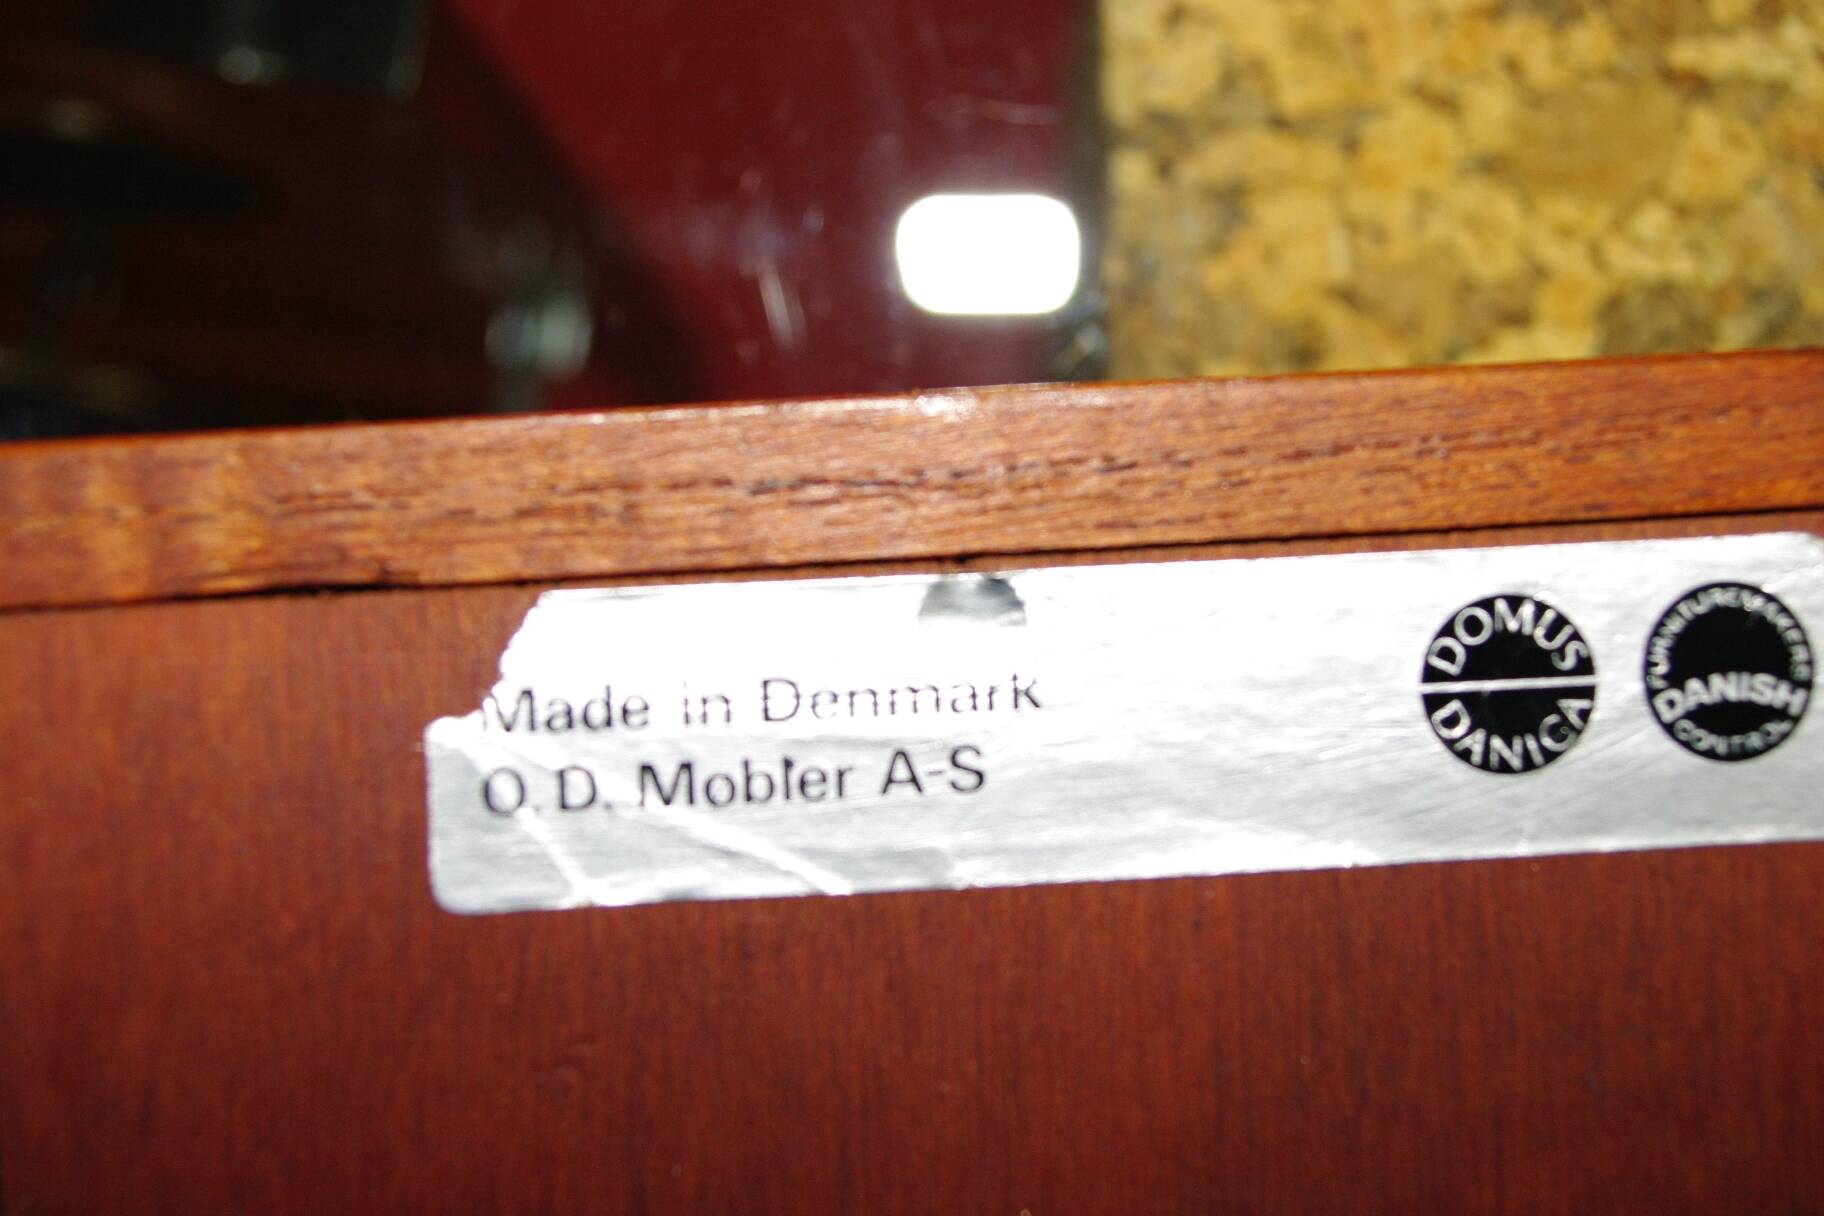 Made in Denmark
O.D. Mobler A-S
DOMUS
DANICA
FURNITUREMAKERS
DANISH
CONTROL